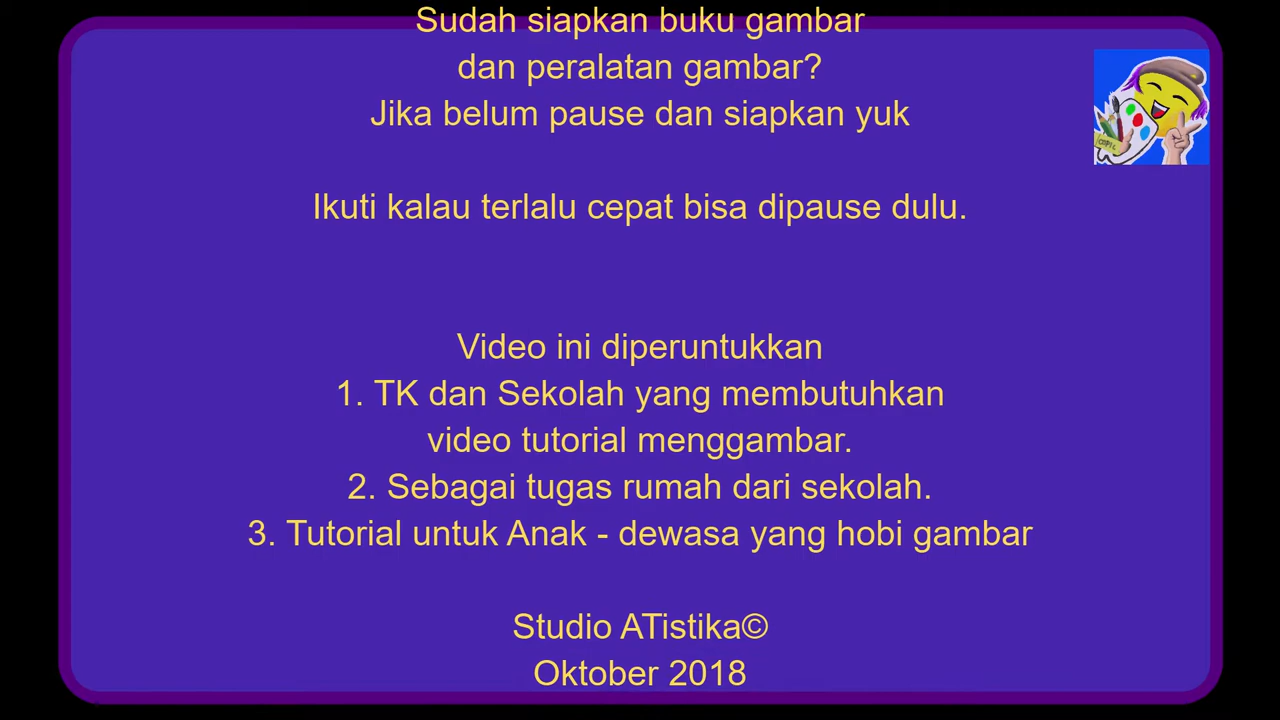 Sudah siapkan buku gambar
dan peralatan gambar?
Jika belum pause dan siapkan yuk
Ikuti kalau terlalu cepat bisa dipause dulu.
Video ini diperuntukkan
1. TK dan Sekolah yang membutuhkan
video tutorial menggambar.
2. Sebagai tugas rumah dari sekolah.
3. Tutorial untuk Anak - dewasa yang hobi gambar
Studio ATistika©
Oktober 2018